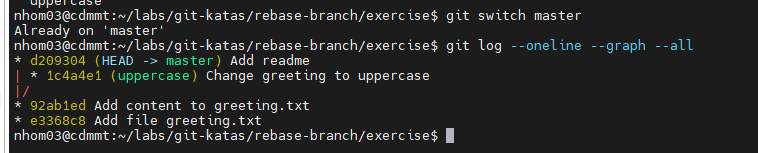 uppercase
nhom03@cdmmt:~/labs/git-katas/rebase-branch/exercise$ git switch master
Already on 'master'
nhom03@cdmmt:~/labs/git-katas/rebase-branch/exercise$ git log --oneline --graph --all
* d209304 (HEAD -> master) Add readme
| * 1c4a4e1 (uppercase) Change greeting to uppercase
|/
* 92ab1ed Add content to greeting.txt
* e3368c8 Add file greeting.txt
nhom03@cdmmt:~/labs/git-katas/rebase-branch/exercise$